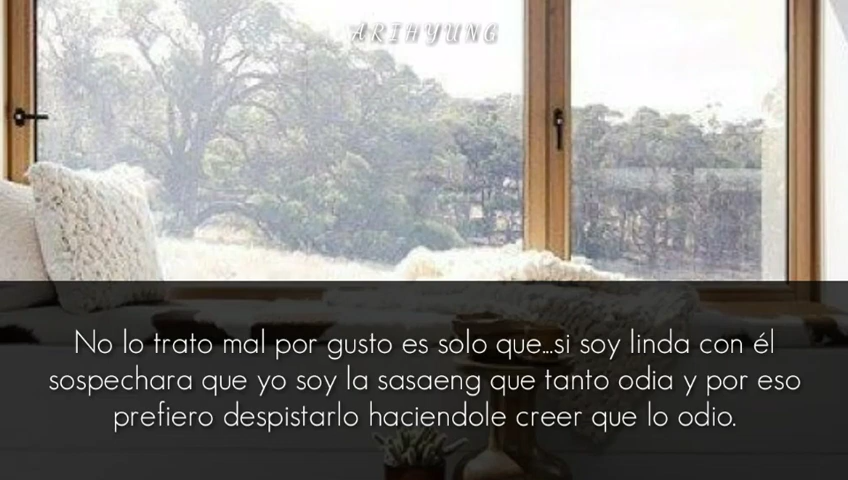 ARIHYUNG
No lo trato mal por gusto es solo que...si soy linda con él
sospechara que yo soy la sasaeng que tanto odia y por eso
prefiero despistarlo haciendole creer que lo odio.